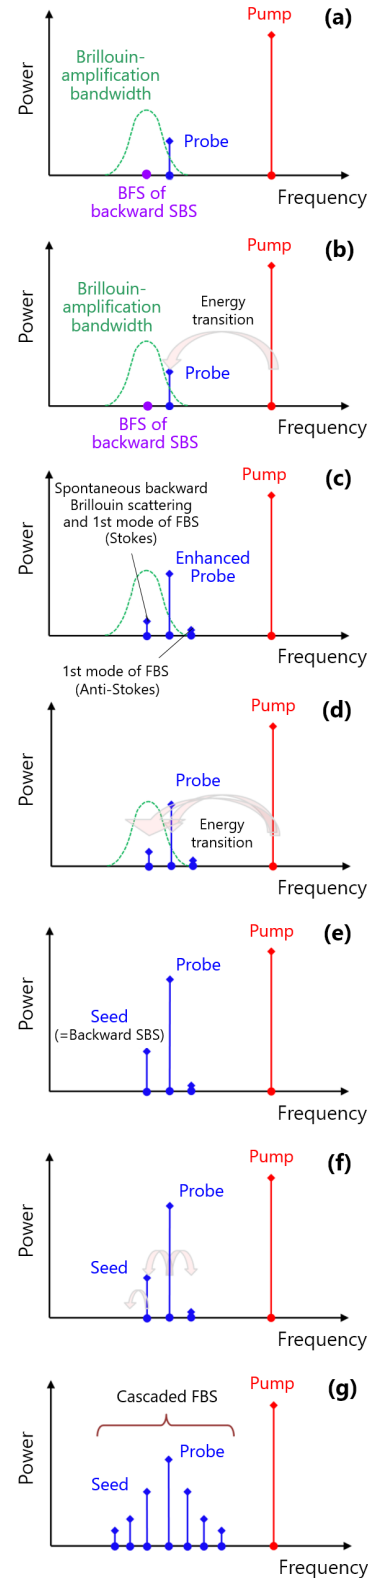 (a)
Pump
Power
Brillouin-
amplification
bandwidth
Probe
BFS of
backward SBS
Frequency
(b)
Pump
Power
Brillouin-
amplification
bandwidth
Energy
transition
Probe
BFS of
backward SBS
Frequency
(c)
Pump
Power
Spontaneous backward
Brillouin scattering
and 1st mode of FBS
(Stokes)
Enhanced
Probe
Frequency
1st mode of FBS
(Anti-Stokes)
(d)
Pump
Power
Probe
Energy
transition
Frequency
(e)
Pump
Power
Probe
Seed
(=Backward SBS)
Frequency
(f)
Pump
Power
Probe
Seed
Frequency
(g)
Pump
Power
Cascaded FBS
Probe
Seed
Frequency